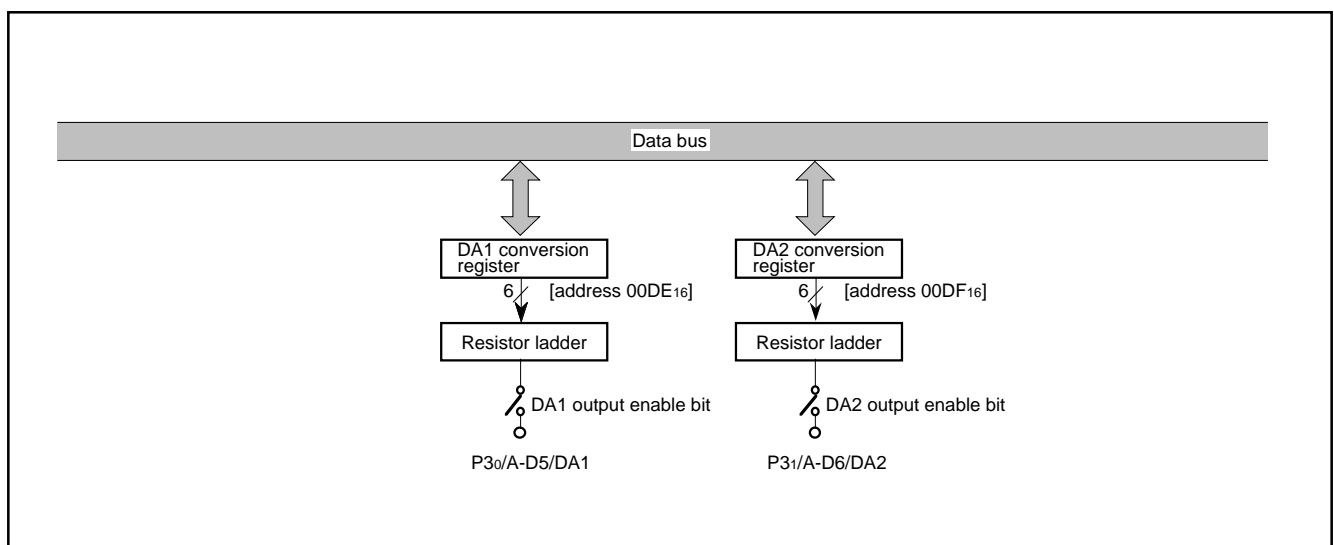 Data bus
DA1 conversion
register
6
[address 00DE16]
Resistor ladder
DA1 output enable bit
P30/A-D5/DA1
DA2 conversion
register
6
[address 00DF16]
Resistor ladder
DA2 output enable bit
P31/A-D6/DA2